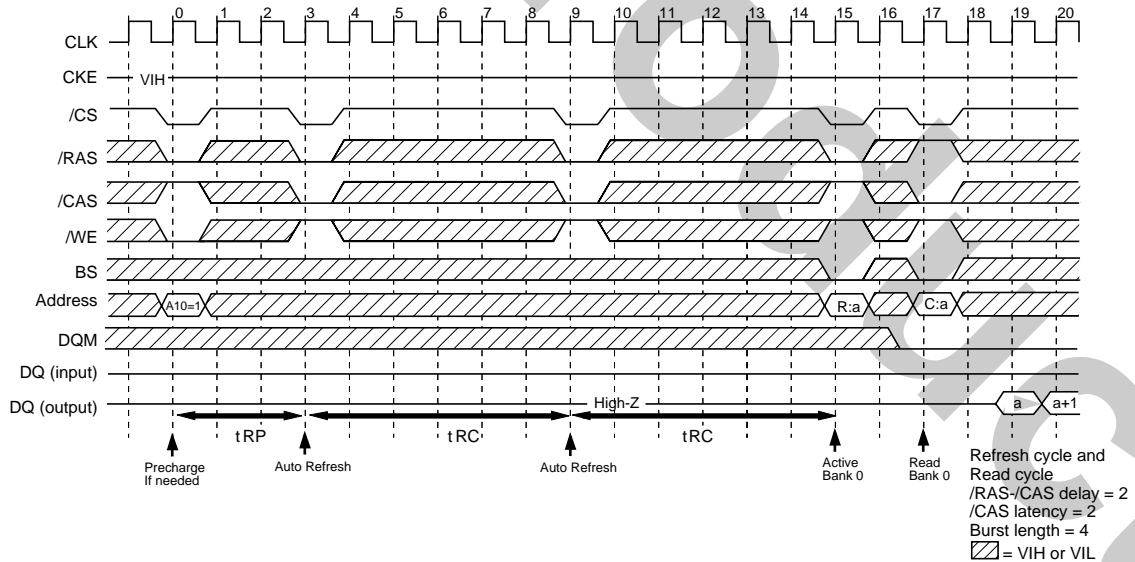 0 1 2 3 4 5 6 7 8 9 10 11 12 13 14 15 16 17 18 19 20
CLK
CKE VIH
/CS
/RAS
/CAS
/WE
BS
Address A10=1 R:a C:a
DQM
DQ (input)
DQ (output) High-Z a a+1
tRP tRC tRC
Precharge
If needed
Auto Refresh
Auto Refresh
Active
Bank 0
Read
Bank 0
Refresh cycle and
Read cycle
/RAS-/CAS delay = 2
/CAS latency = 2
Burst length = 4
= VIH or VIL